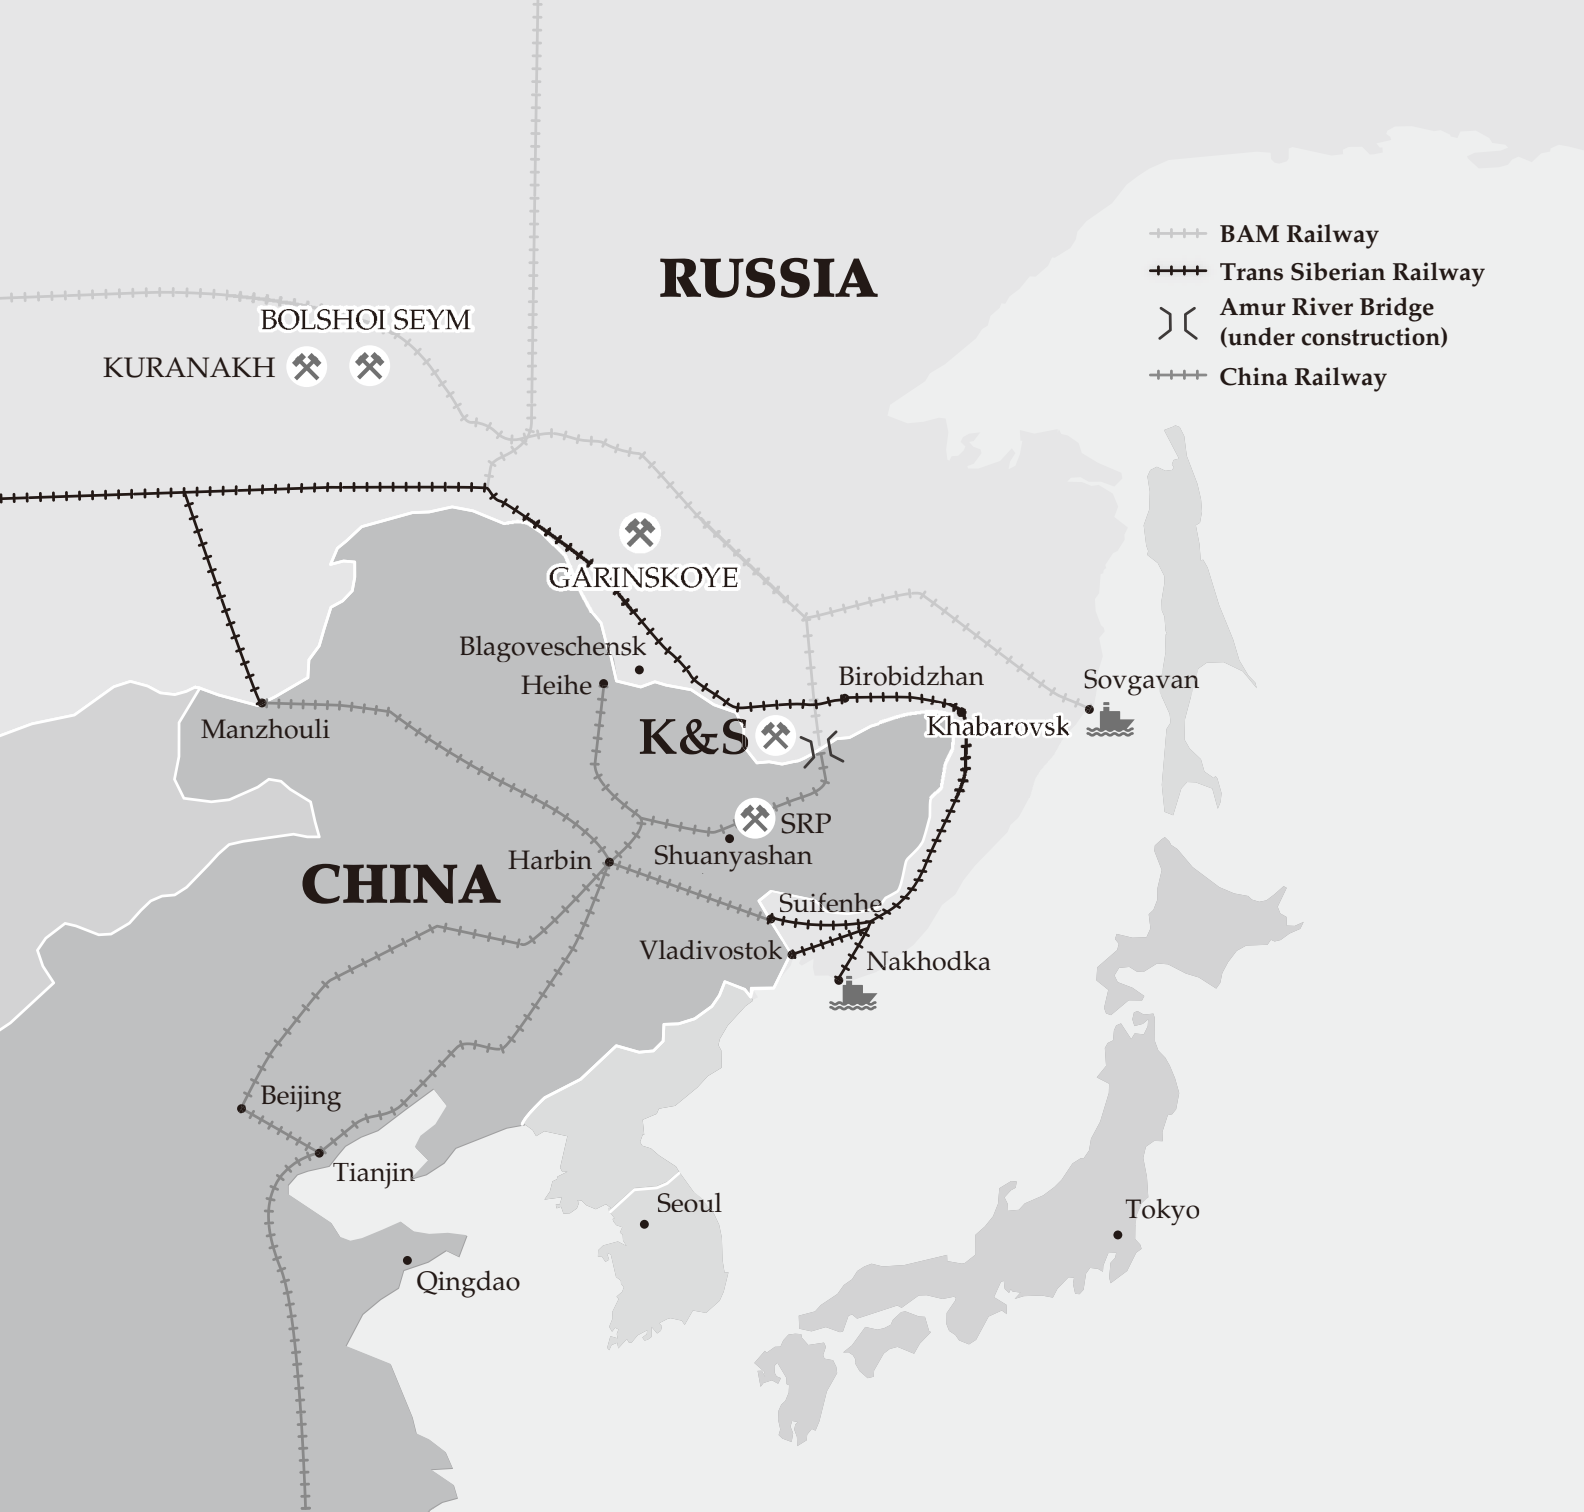 RUSSIA
BAM Railway
Trans Siberian Railway
Amur River Bridge
(under construction)
China Railway
BOLSHOI SEYM
KURANAKH
GARINSKOYE
Blagoveschensk
Heihe
Birobidzhan
Sovgavan
Manzhouli
K&S
Khabarovsk
SRP
Shuanyashan
Harbin
CHINA
Suifenhe
Vladivostok
Nakhodka
Beijing
Tianjin
Seoul
Tokyo
Qingdao